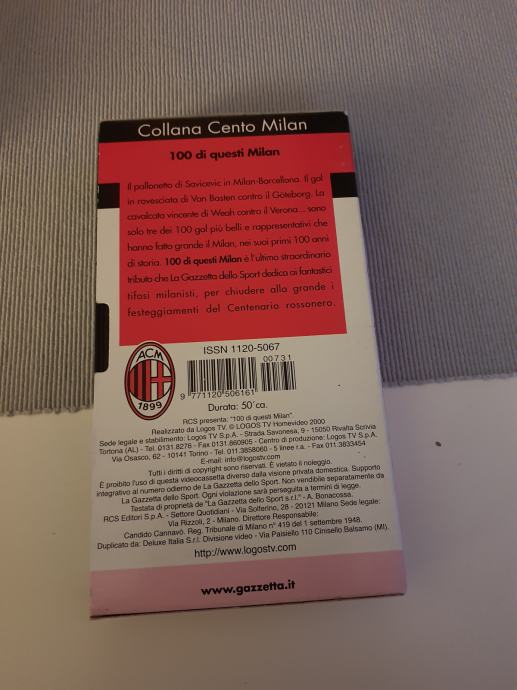 Collana Cento Milan
100 di questi Milan
Il pallonetto di Savicevic in Milan-Barcellona. Il gol
in rovesciata di Van Basten contro il Göteborg. La
cavalcata vincente di Weah contro il Verona... sono
solo tre dei 100 gol più belli e rappresentativi che
hanno fatto grande il Milan, nei suoi primi 100 anni
di storia. 100 di questi Milan è l'ultimo straordinario
tributo che La Gazzetta dello Sport dedica ai fantastici
tifosi milanisti, per chiudere alla grande i
festeggiamenti del Centenario rossonero.
ACM
1899
ISSN 1120-5067
00731
9 771120 506161
Durata: 50' ca.
RCS presenta: "100 di questi Milan".
Realizzato da Logos TV. © LOGOS TV Homevideo 2000
Sede legale e stabilimento: Logos TV S.p.A. - Strada Savonesa, 9 - 15050 Rivalta Scrivia
Tortona (AL) - Tel. 0131.8276 - Fax 0131.860905 - Centro di produzione: Logos TV S.p.A.
Via Osasco, 62 - 10141 Torino - Tel. 011.3858060 - 5 linee r.a. - Fax 011.3833454
E-mail: info@logostv.com
Tutti i diritti di copyright sono riservati. È vietato il noleggio.
È proibito l'uso di questa videocassetta diversa dalla visione privata domestica. Supporto
integrativo al numero odierno de La Gazzetta dello Sport. Non vendibile separatamente da
La Gazzetta dello Sport. Ogni violazione sarà perseguita a termini di legge.
Testata di proprietà de "La Gazzetta dello Sport s.r.l." - A. Bonacossa.
RCS Editori S.p.A. - Settore Quotidiani - Via Solferino, 28 - 20121 Milano Sede legale:
Via Rizzoli, 2 - Milano. Direttore Responsabile:
Candido Cannavò. Reg. Tribunale di Milano n° 419 del 1 settembre 1948.
Duplicato da: Deluxe Italia S.r.l. Divisione video - Via Paisiello 110 Cinisello Balsamo (MI).
http://www.logostv.com
www.gazzetta.it